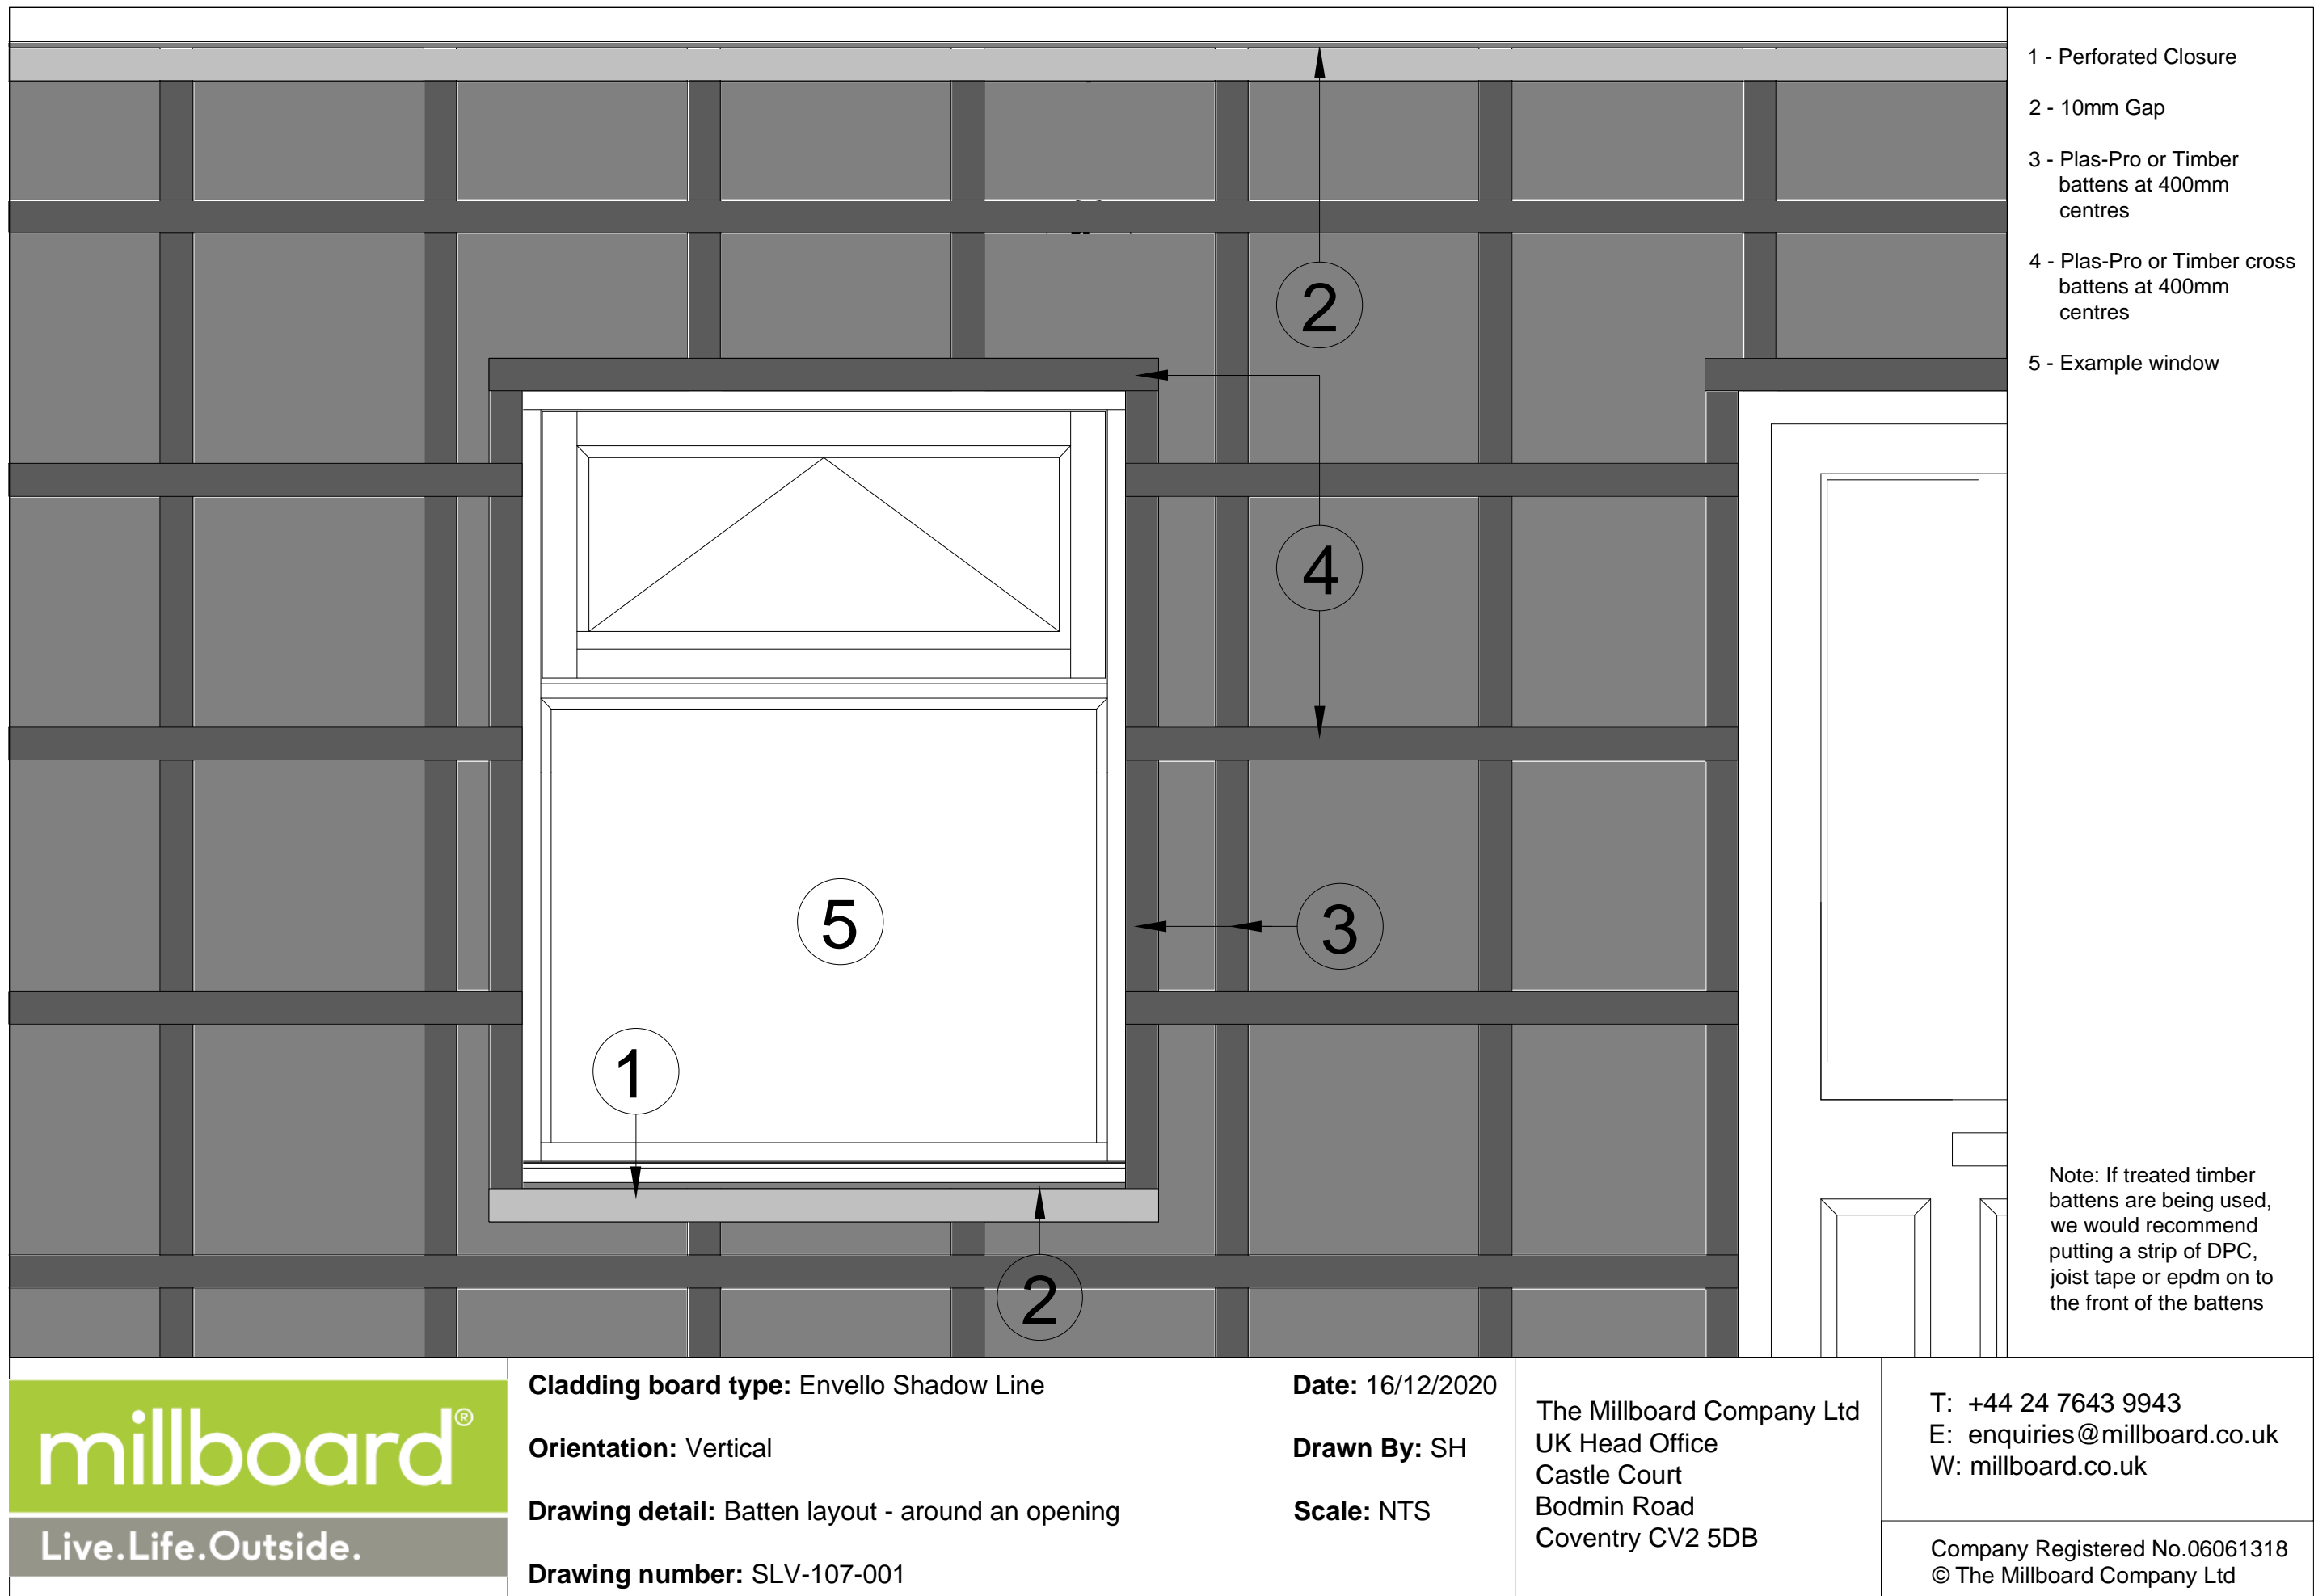 1 - Perforated Closure
2 - 10mm Gap
3 - Plas-Pro or Timber
battens at 400mm
centres
4 - Plas-Pro or Timber cross
battens at 400mm
centres
5 - Example window
2
4
5
3
1
2
Note: If treated timber
battens are being used,
we would recommend
putting a strip of DPC,
joist tape or epdm on to
the front of the battens
millboard®
Live.Life.Outside.
Cladding board type: Envello Shadow Line
Orientation: Vertical
Drawing detail: Batten layout - around an opening
Drawing number: SLV-107-001
Date: 16/12/2020
Drawn By: SH
Scale: NTS
The Millboard Company Ltd
UK Head Office
Castle Court
Bodmin Road
Coventry CV2 5DB
T: +44 24 7643 9943
E: enquiries@millboard.co.uk
W: millboard.co.uk
Company Registered No.06061318
© The Millboard Company Ltd